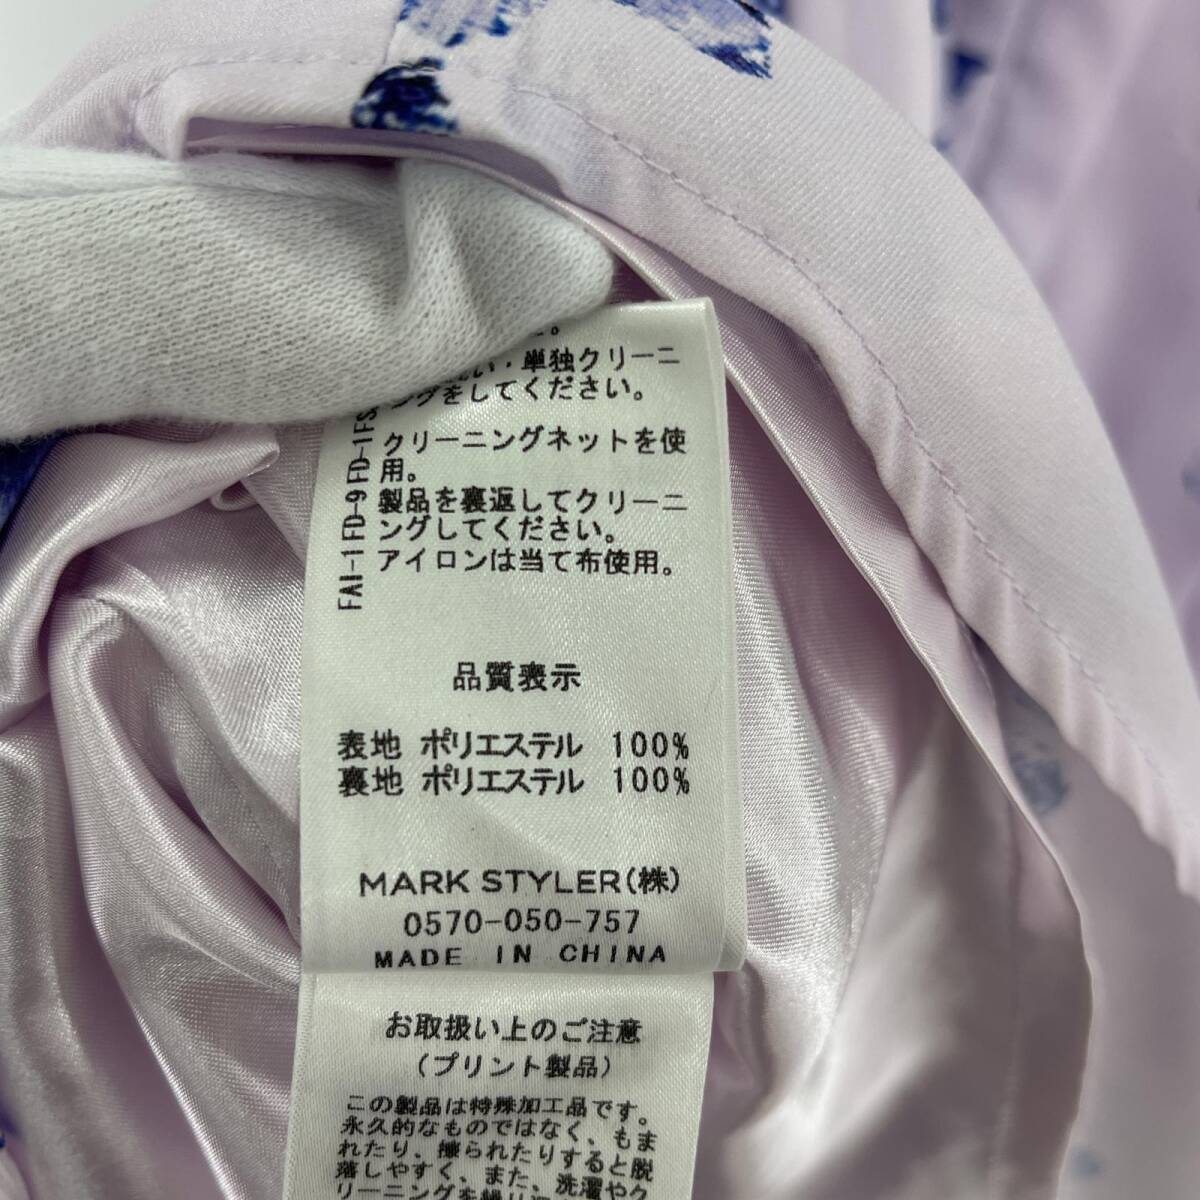 単独クリーニ
ングをしてください。
クリーニングネットを使
用。
製品を裏返してクリーニ
ングしてください。
アイロンは当て布使用。
FAI-1FD-9FD-1FS
品質表示
表地 ポリエステル 100%
裏地 ポリエステル 100%
MARK STYLER(株)
0570-050-757
MADE IN CHINA
お取扱い上のご注意
(プリント製品)
この製品は特殊加工品です。
永久的なものではなく、もま
れたり、擦られたりすると脱
落しやすく、また、洗濯やク
リーニングを繰り返